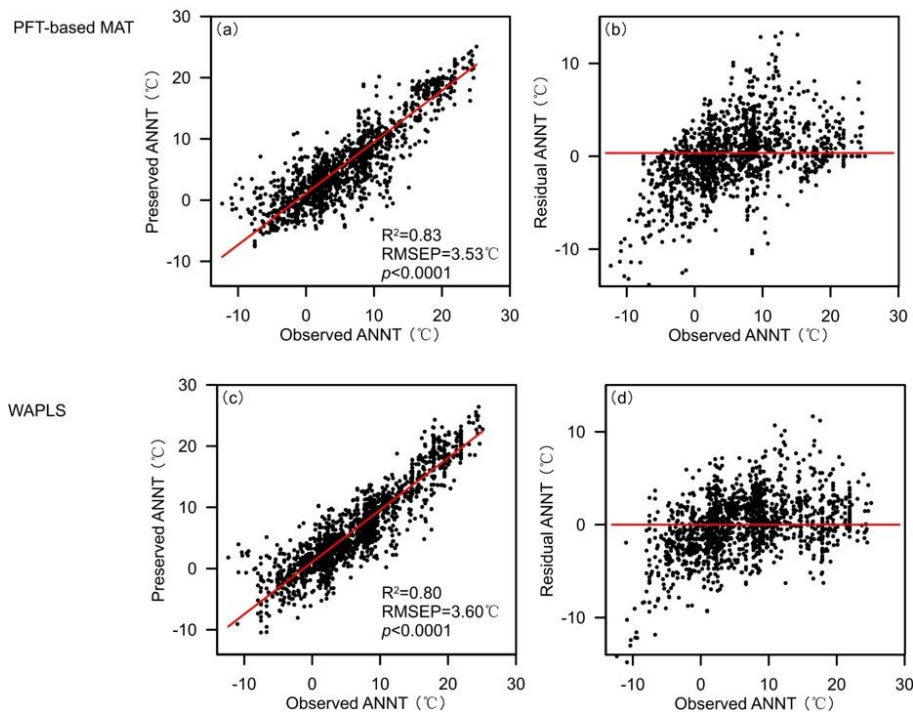 PFT-based MAT
(a)
30
20
10
0
-10
Preserved ANNT (℃)
R²=0.83
RMSEP=3.53℃
p<0.0001
-10 0 10 20 30
Observed ANNT (℃)
(b)
10
0
-10
Residual ANNT (℃)
-10 0 10 20 30
Observed ANNT (℃)
WAPLS
(c)
30
20
10
0
-10
Preserved ANNT (℃)
R²=0.80
RMSEP=3.60℃
p<0.0001
-10 0 10 20 30
Observed ANNT (℃)
(d)
10
0
-10
Residual ANNT (℃)
-10 0 10 20 30
Observed ANNT (℃)